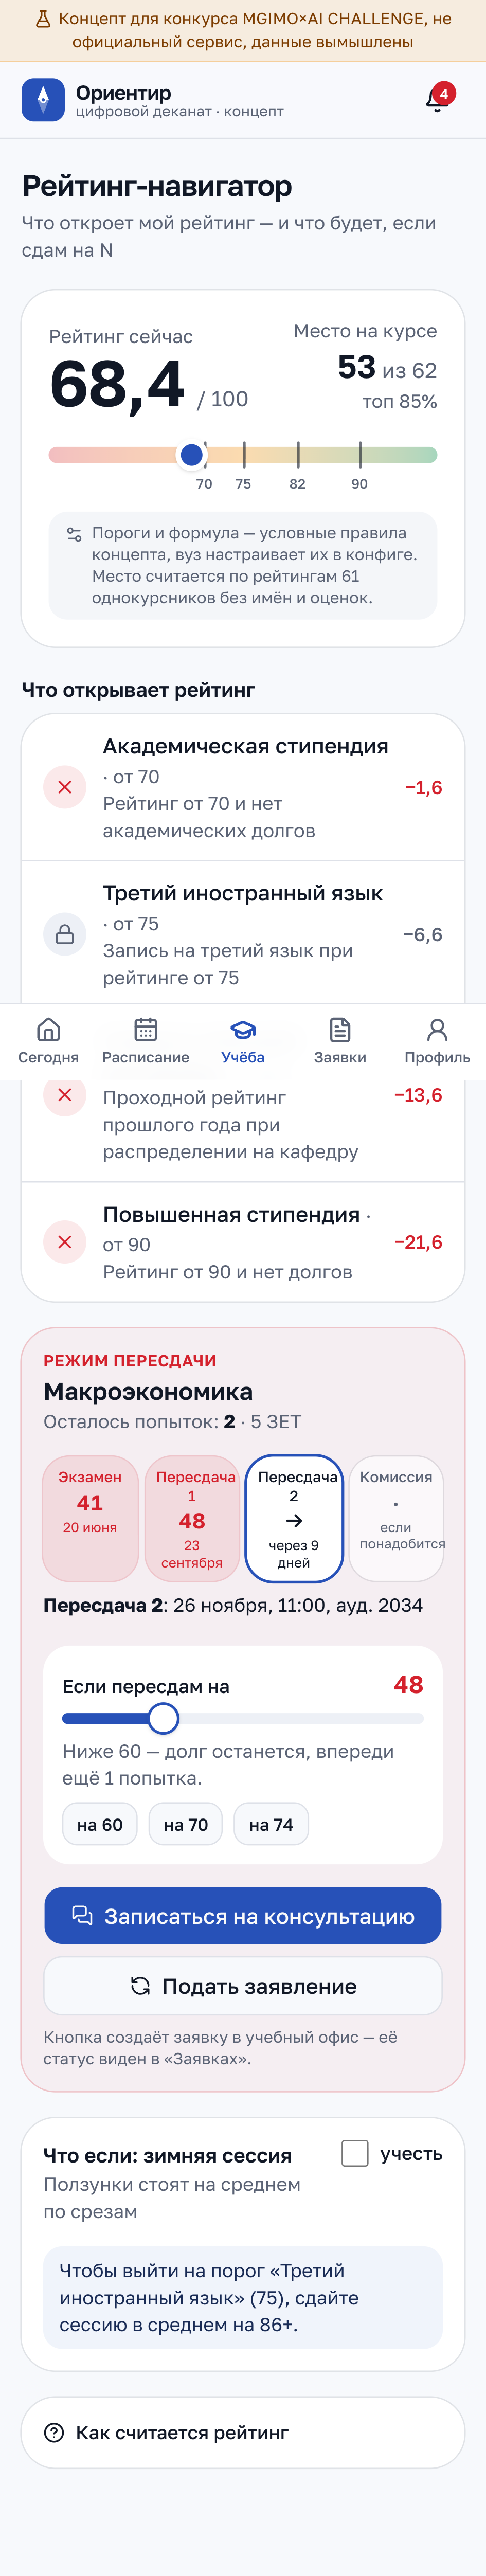 Концепт для конкурса MGIMO×AI CHALLENGE, не
официальный сервис, данные вымышлены
Ориентир
цифровой деканат · концепт
4
Рейтинг-навигатор
Что откроет мой рейтинг — и что будет, если
сдам на N
Рейтинг сейчас
68,4 / 100
Место на курсе
53 из 62
топ 85%
70 75 82 90
Пороги и формула — условные правила
концепта, вуз настраивает их в конфиге.
Место считается по рейтингам 61
однокурсников без имён и оценок.
Что открывает рейтинг
Академическая стипендия
· от 70
Рейтинг от 70 и нет
академических долгов
−1,6
Третий иностранный язык
· от 75
Запись на третий язык при
рейтинге от 75
−6,6
Сегодня
Расписание
Учёба
Заявки
Профиль
Проходной рейтинг
прошлого года при
распределении на кафедру
−13,6
Повышенная стипендия ·
от 90
Рейтинг от 90 и нет долгов
−21,6
РЕЖИМ ПЕРЕСДАЧИ
Макроэкономика
Осталось попыток: 2 · 5 ЗЕТ
Экзамен
41
20 июня
Пересдача
1
48
23
сентября
Пересдача
2
→
через 9
дней
Комиссия
·
если
понадобится
Пересдача 2: 26 ноября, 11:00, ауд. 2034
Если пересдам на
48
Ниже 60 — долг останется, впереди
ещё 1 попытка.
на 60
на 70
на 74
Записаться на консультацию
Подать заявление
Кнопка создаёт заявку в учебный офис — её
статус виден в «Заявках».
Что если: зимняя сессия
учесть
Ползунки стоят на среднем
по срезам
Чтобы выйти на порог «Третий
иностранный язык» (75), сдайте
сессию в среднем на 86+.
Как считается рейтинг